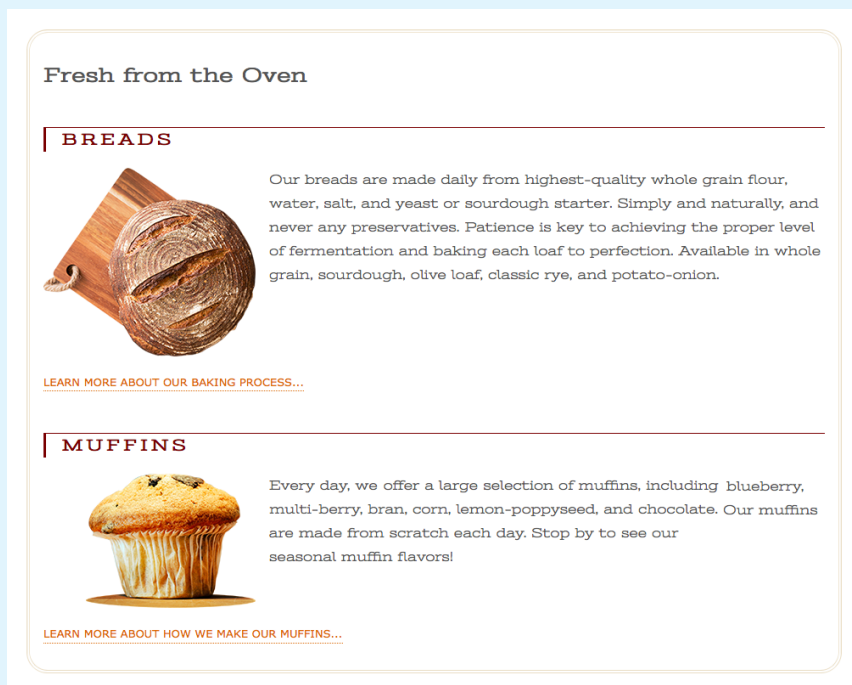 Fresh from the Oven
BREADS
Our breads are made daily from highest-quality whole grain flour,
water, salt, and yeast or sourdough starter. Simply and naturally, and
never any preservatives. Patience is key to achieving the proper level
of fermentation and baking each loaf to perfection. Available in whole
grain, sourdough, olive loaf, classic rye, and potato-onion.
LEARN MORE ABOUT OUR BAKING PROCESS...
MUFFINS
Every day, we offer a large selection of muffins, including blueberry,
multi-berry, bran, corn, lemon-poppyseed, and chocolate. Our muffins
are made from scratch each day. Stop by to see our
seasonal muffin flavors!
LEARN MORE ABOUT HOW WE MAKE OUR MUFFINS...